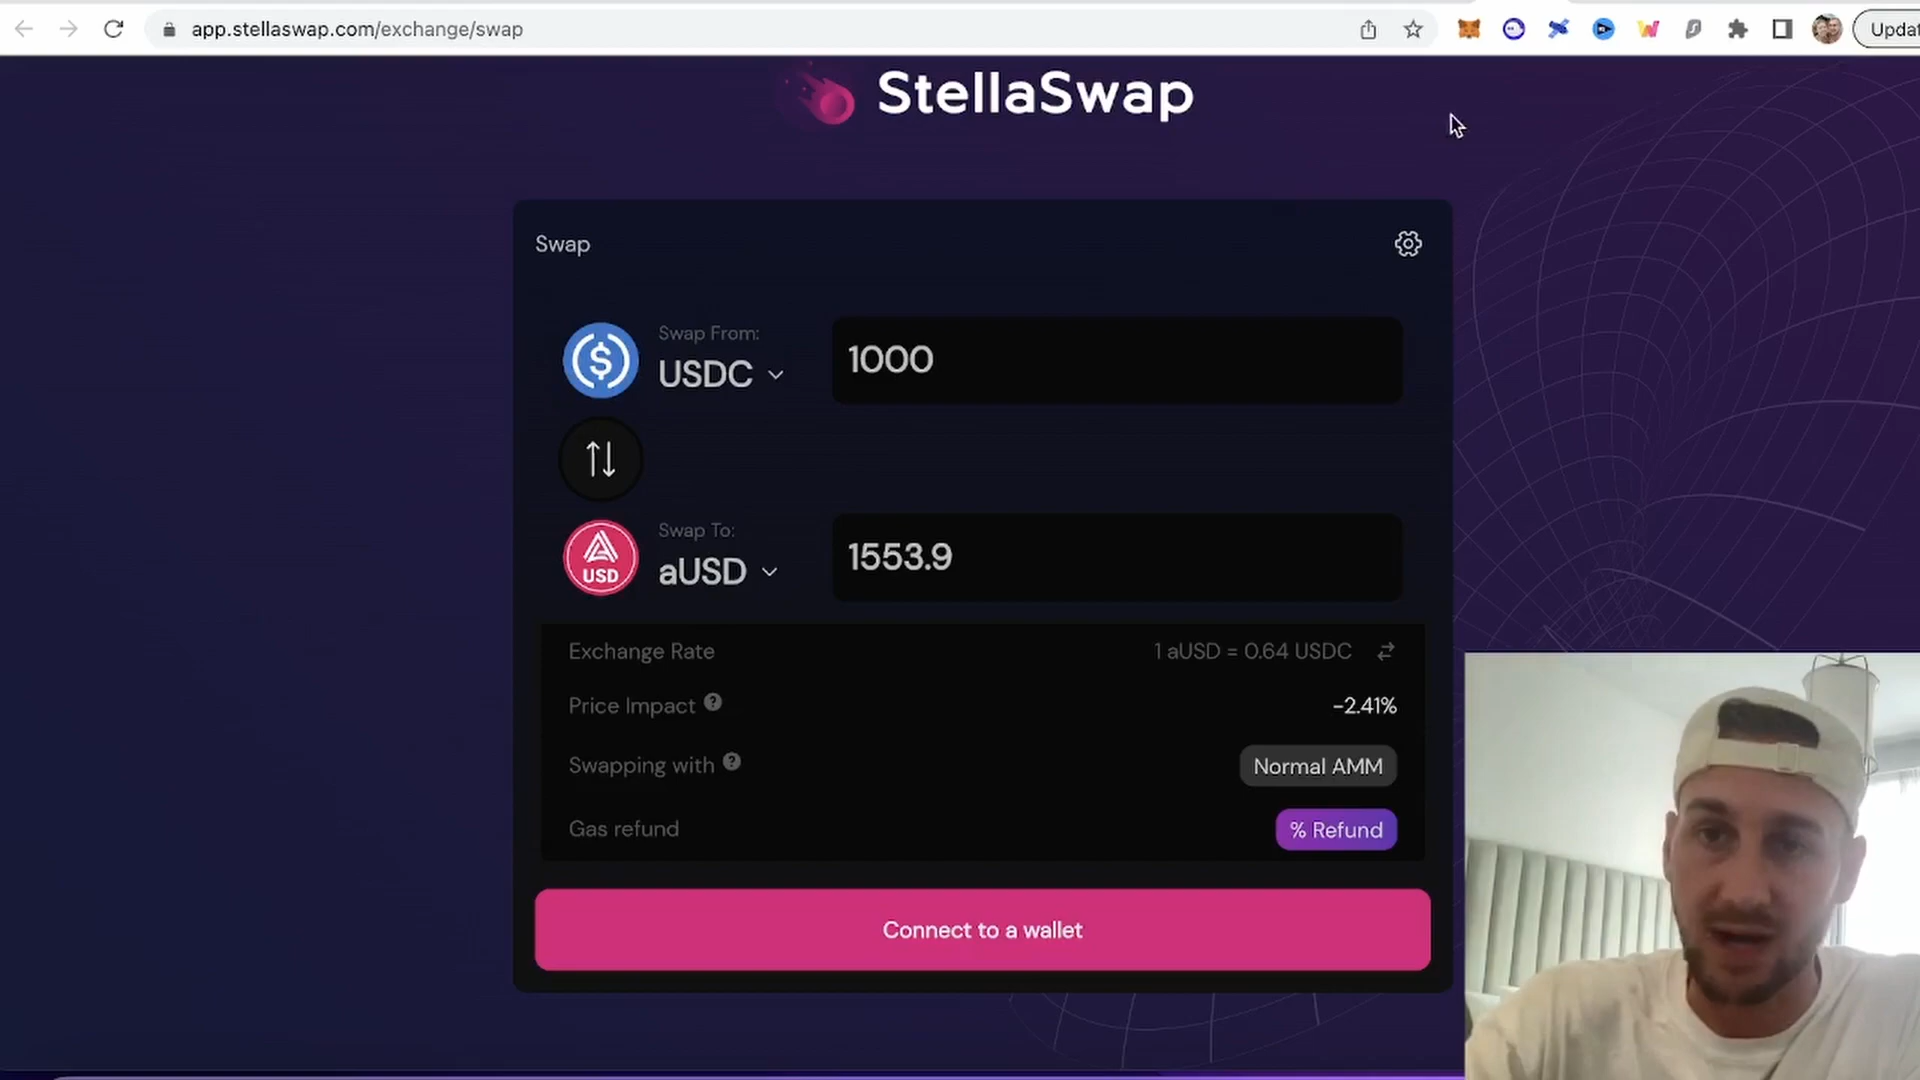 app.stellaswap.com/exchange/swap
Updat
StellaSwap
Swap
Swap From:
USDC
1000
Swap To:
USD
aUSD
1553.9
Exchange Rate
1 aUSD = 0.64 USDC
Price Impact
-2.41%
Swapping with
Normal AMM
Gas refund
% Refund
Connect to a wallet